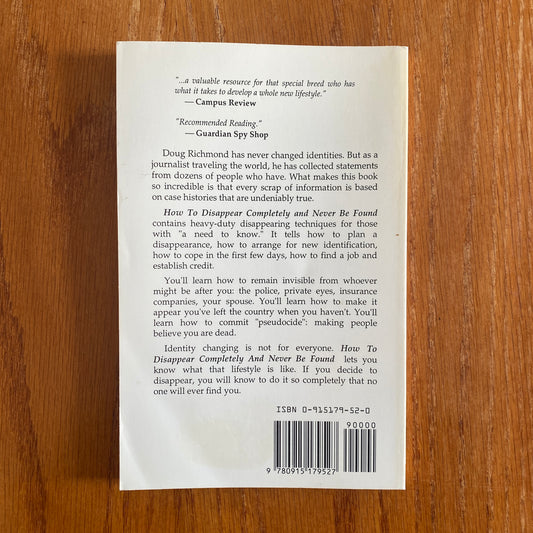 "...a valuable resource for that special breed who has
what it takes to develop a whole new lifestyle."
— Campus Review
"Recommended Reading."
— Guardian Spy Shop
Doug Richmond has never changed identities. But as a
journalist traveling the world, he has collected statements
from dozens of people who have. What makes this book
so incredible is that every scrap of information is based
on case histories that are undeniably true.
How To Disappear Completely and Never Be Found
contains heavy-duty disappearing techniques for those
with "a need to know." It tells how to plan a
disappearance, how to arrange for new identification,
how to cope in the first few days, how to find a job and
establish credit.
You'll learn how to remain invisible from whoever
might be after you: the police, private eyes, insurance
companies, your spouse. You'll learn how to make it
appear you've left the country when you haven't. You'll
learn how to commit "pseudocide": making people
believe you are dead.
Identity changing is not for everyone. How To
Disappear Completely And Never Be Found lets you
know what that lifestyle is like. If you decide to
disappear, you will know to do it so completely that no
one will ever find you.
ISBN 0-915179-52-0
90000
9 780915 179527